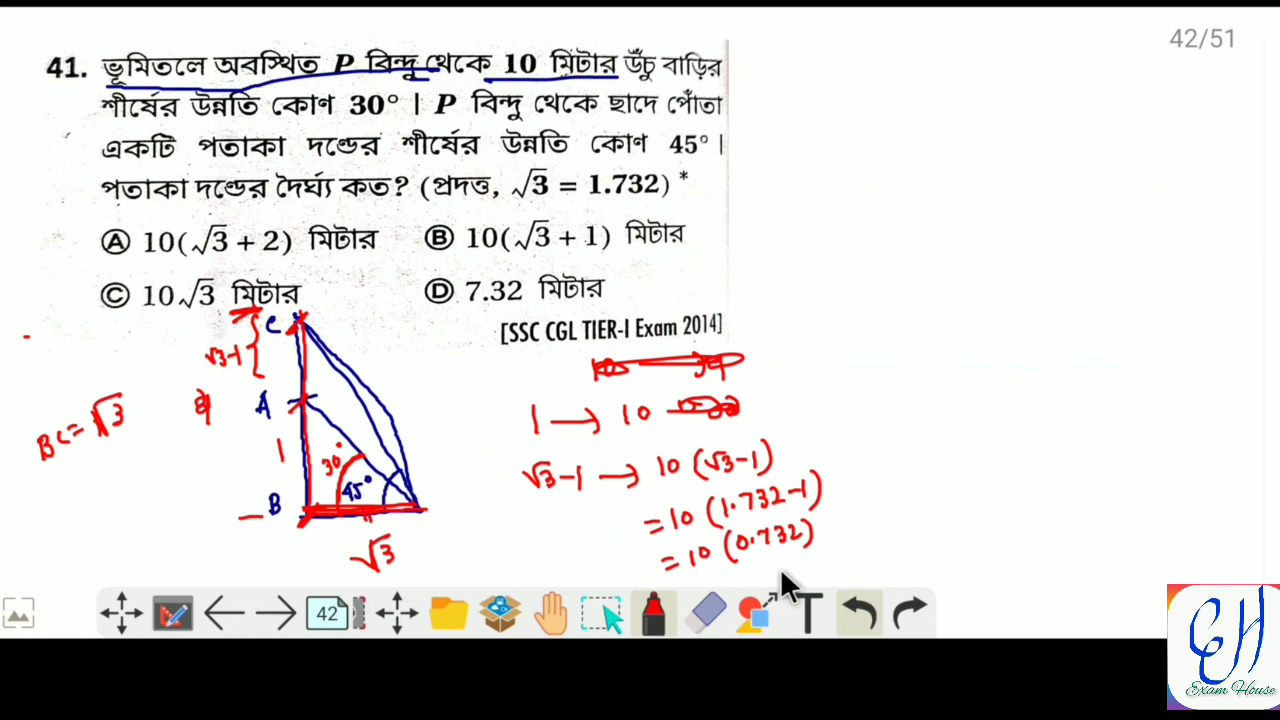 42/51
41. ভূমিতলে অবস্থিত P বিন্দু থেকে 10 মিটার উঁচু বাড়ির
শীর্ষের উন্নতি কোণ 30° । P বিন্দু থেকে ছাদে পোঁতা
একটি পতাকা দণ্ডের শীর্ষের উন্নতি কোণ 45° ।
পতাকা দণ্ডের দৈর্ঘ্য কত? (প্রদত্ত, √3 = 1.732) *
Ⓐ 10(√3 + 2) মিটার Ⓑ 10(√3 + 1) মিটার
Ⓒ 10√3 মিটার Ⓓ 7.32 মিটার
[SSC CGL TIER-I Exam 2014]
C
√3-1
A
BC = √3
1
30°
45°
B
√3
1 → 10
√3-1 → 10 (√3-1)
= 10 (1.732-1)
= 10 (0.732)
42
T
EH
Exam House